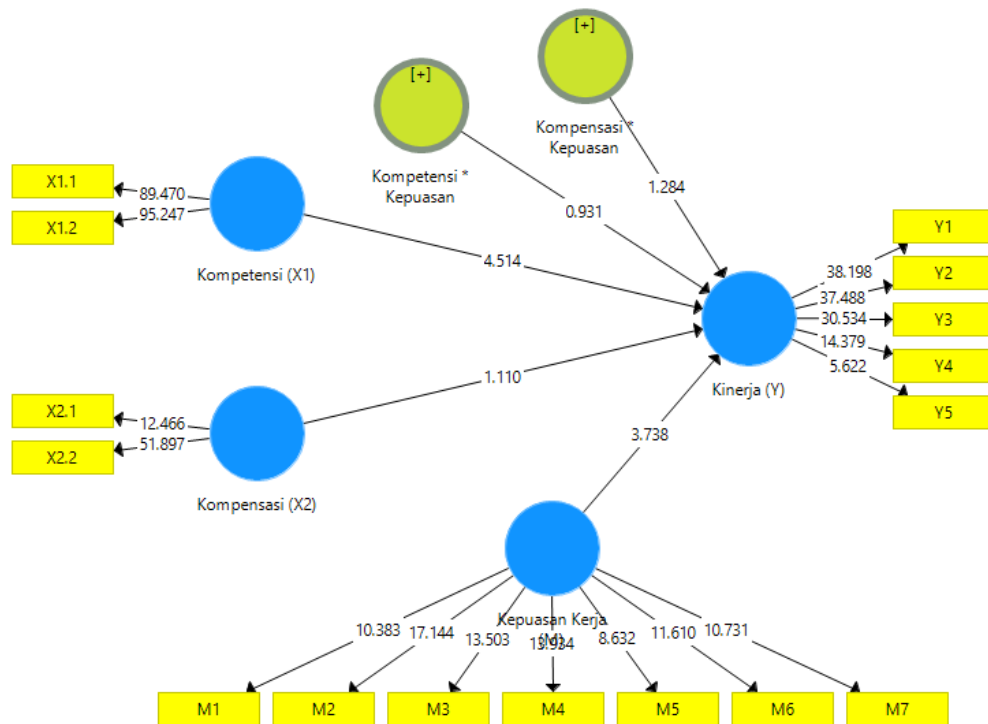 [+]
[+]
Kompensasi *
Kepuasan
Kompetensi *
Kepuasan
1.284
0.931
X1.1
89.470
X1.2
95.247
Kompetensi (X1)
4.514
Y1
38.198
Y2
37.488
Y3
30.534
Y4
14.379
Y5
5.622
Kinerja (Y)
1.110
X2.1
12.466
X2.2
51.897
Kompensasi (X2)
3.738
Kepuasan Kerja
(M)
10.383
17.144
13.503
13.934
8.632
11.610
10.731
M1
M2
M3
M4
M5
M6
M7